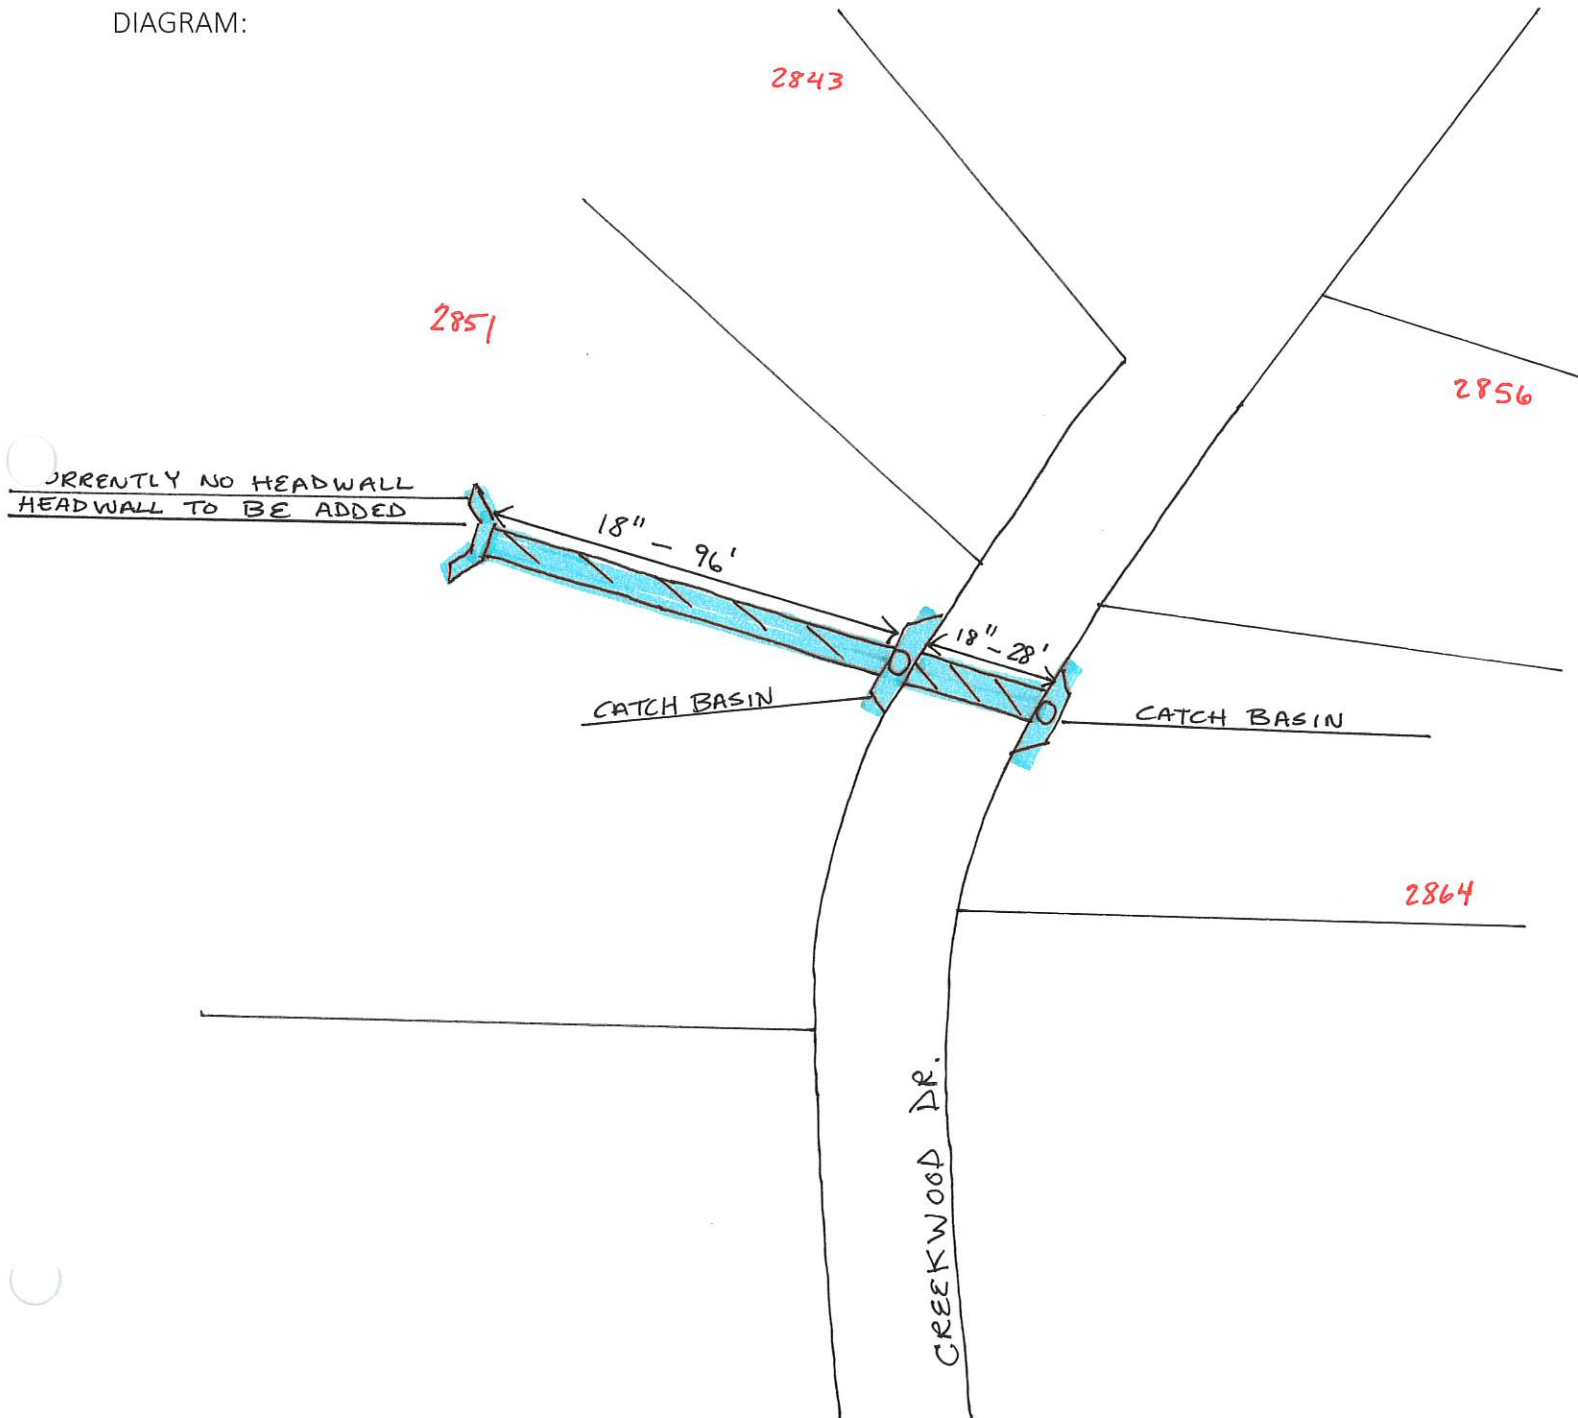 DIAGRAM:
2843
2851
2856
NO HEADWALL
HEADWALL TO BE ADDED
18" - 96'
18" - 28'
CATCH BASIN
CATCH BASIN
2864
CREEKWOOD DR.